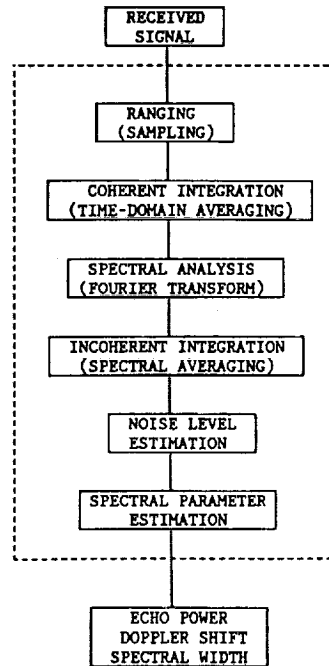 RECEIVED
SIGNAL
RANGING
(SAMPLING)
COHERENT INTEGRATION
(TIME-DOMAIN AVERAGING)
SPECTRAL ANALYSIS
(FOURIER TRANSFORM)
INCOHERENT INTEGRATION
(SPECTRAL AVERAGING)
NOISE LEVEL
ESTIMATION
SPECTRAL PARAMETER
ESTIMATION
ECHO POWER
DOPPLER SHIFT
SPECTRAL WIDTH